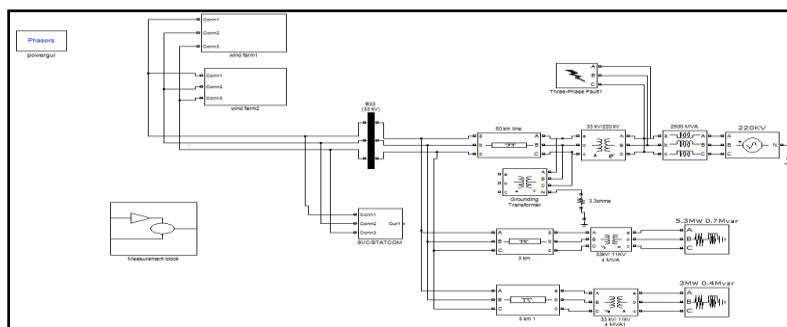 Phasors
powergui
Conn1
Conn2
Conn3
wind farm1
Conn1
Conn2
Conn3
wind farm2
B33
(33 kV)
A
B
C
Three-Phase Fault1
50 km line
33 kV/220 kV
2500 MVA
220KV
N
Grounding
Transformer
3.3ohms
Conn1
Conn2
Conn3
SVC/STATCOM
Measurement block
3 km
33kV/ 11KV
4 MVA
5.3MW 0.7Mvar
A
B
C
5 km 1
33 kV/ 11kV
4 MVA1
3MW 0.4Mvar
A
B
C